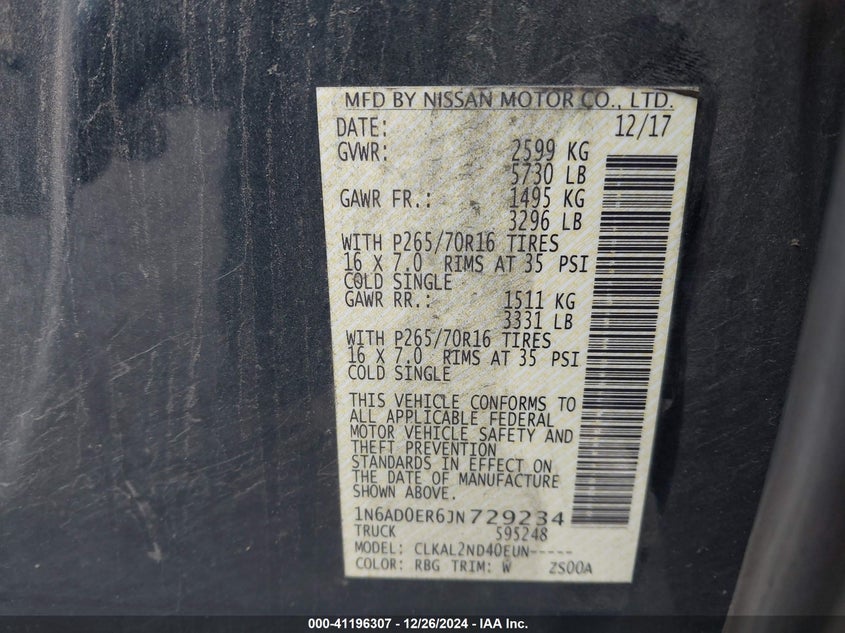 MFD BY NISSAN MOTOR CO., LTD.
DATE: 12/17
GVWR: 2599 KG
5730 LB
GAWR FR.: 1495 KG
3296 LB
WITH P265/70R16 TIRES
16 X 7.0 RIMS AT 35 PSI
COLD SINGLE
GAWR RR.: 1511 KG
3331 LB
WITH P265/70R16 TIRES
16 X 7.0 RIMS AT 35 PSI
COLD SINGLE
THIS VEHICLE CONFORMS TO
ALL APPLICABLE FEDERAL
MOTOR VEHICLE SAFETY AND
THEFT PREVENTION
STANDARDS IN EFFECT ON
THE DATE OF MANUFACTURE
SHOWN ABOVE.
1N6AD0ER6JN729234
TRUCK 595248
MODEL: CLKAL2ND40EUN-----
COLOR: RBG TRIM: W ZS00A
000-41196307 - 12/26/2024 - IAA Inc.